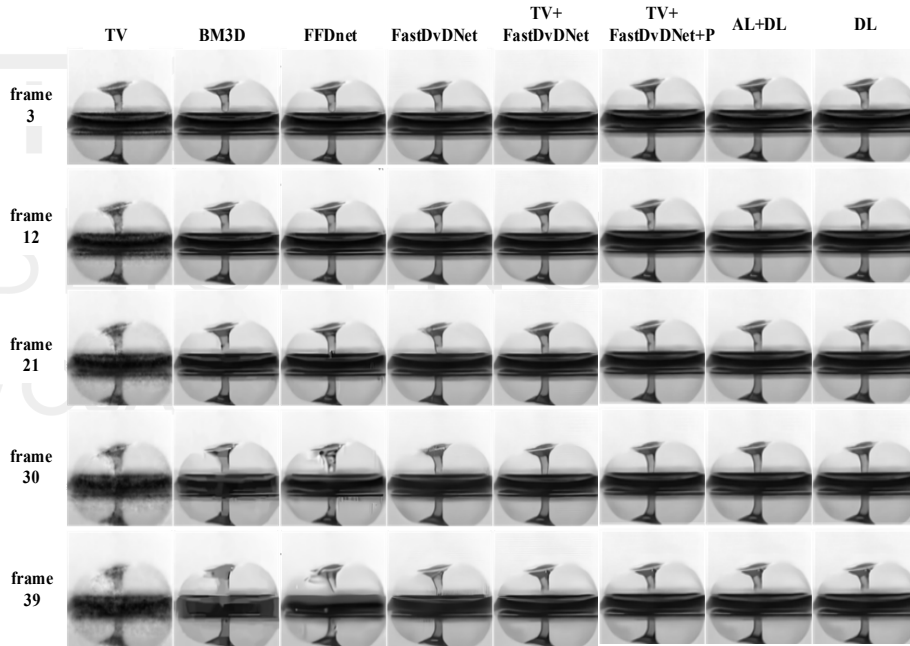 TV BM3D FFDnet FastDvDNet TV+ FastDvDNet TV+ FastDvDNet+P AL+DL DL
frame
3
frame
12
frame
21
frame
30
frame
39